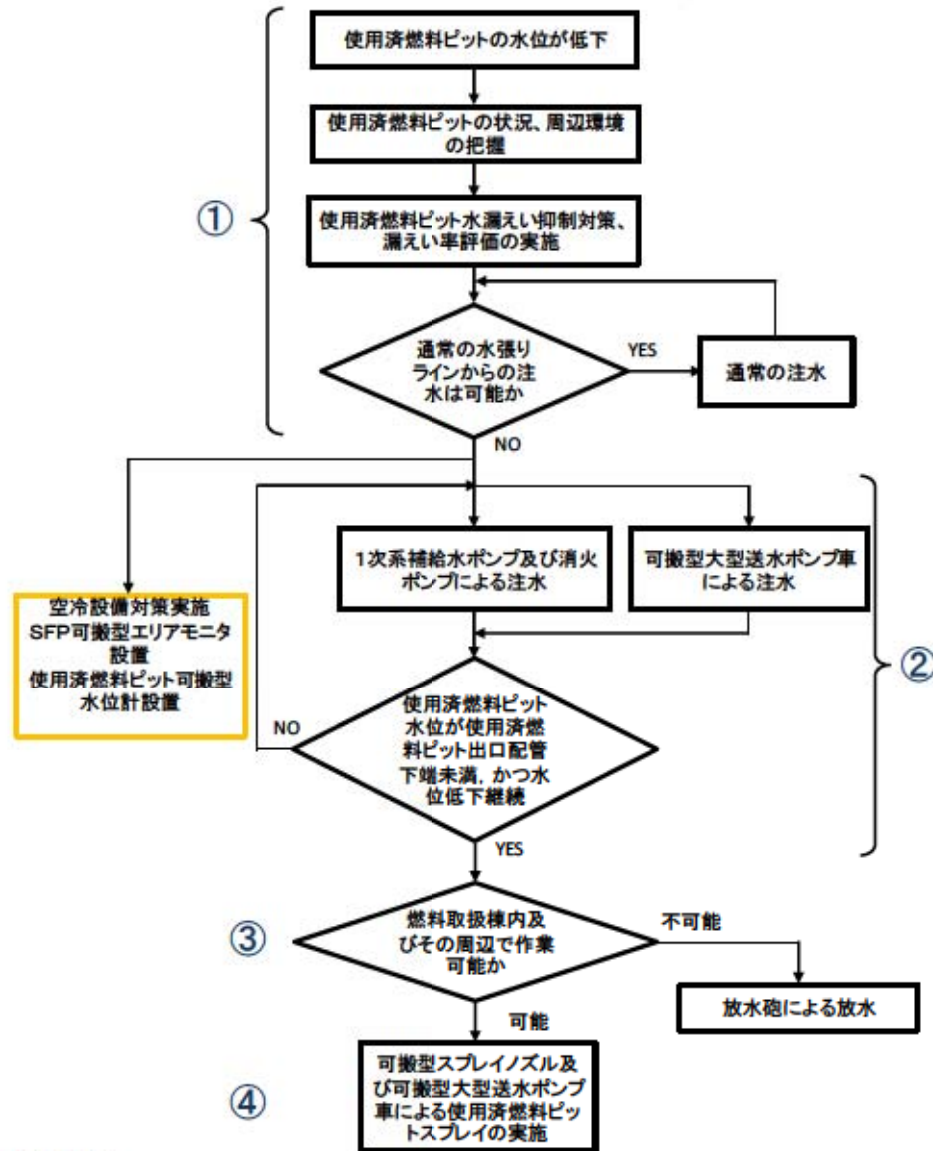 使用済燃料ピットの水位が低下
使用済燃料ピットの状況、周辺環境
の把握
①
使用済燃料ピット水漏えい抑制対策、
漏えい率評価の実施
通常の水張り
ラインからの注
水は可能か
YES
通常の注水
NO
1次系補給水ポンプ及び消火
ポンプによる注水
可搬型大型送水ポンプ車
による注水
空冷設備対策実施
SFP可搬型エリアモニタ
設置
使用済燃料ピット可搬型
水位計設置
②
NO
使用済燃料ピット
水位が使用済燃
料ピット出口配管
下端未満，かつ水
位低下継続
YES
③
燃料取扱棟内及
びその周辺で作業
可能か
不可能
放水砲による放水
可能
④
可搬型スプレイノズル及
び可搬型大型送水ポンプ
車による使用済燃料ピッ
トスプレイの実施